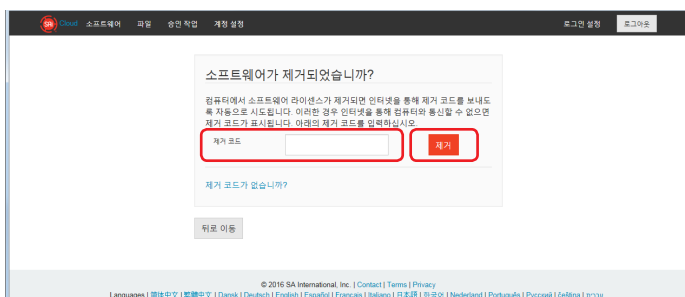 SAi Cloud 소프트웨어 파일 승인 작업 계정 설정 로그인 설정 로그아웃
소프트웨어가 제거되었습니까?
컴퓨터에서 소프트웨어 라이센스가 제거되면 인터넷을 통해 제거 코드를 보내도
록 자동으로 시도됩니다. 이러한 경우 인터넷을 통해 컴퓨터와 통신할 수 없으면
제거 코드가 표시됩니다. 아래의 제거 코드를 입력하십시오.
제거 코드 제거
제거 코드가 없습니까?
뒤로 이동
© 2016 SA International, Inc. | Contact | Terms | Privacy
Languages | 简体中文 | 繁體中文 | Dansk | Deutsch | English | Español | Français | Italiano | 日本語 | 한국어 | Nederland | Português | Русский | čeština |